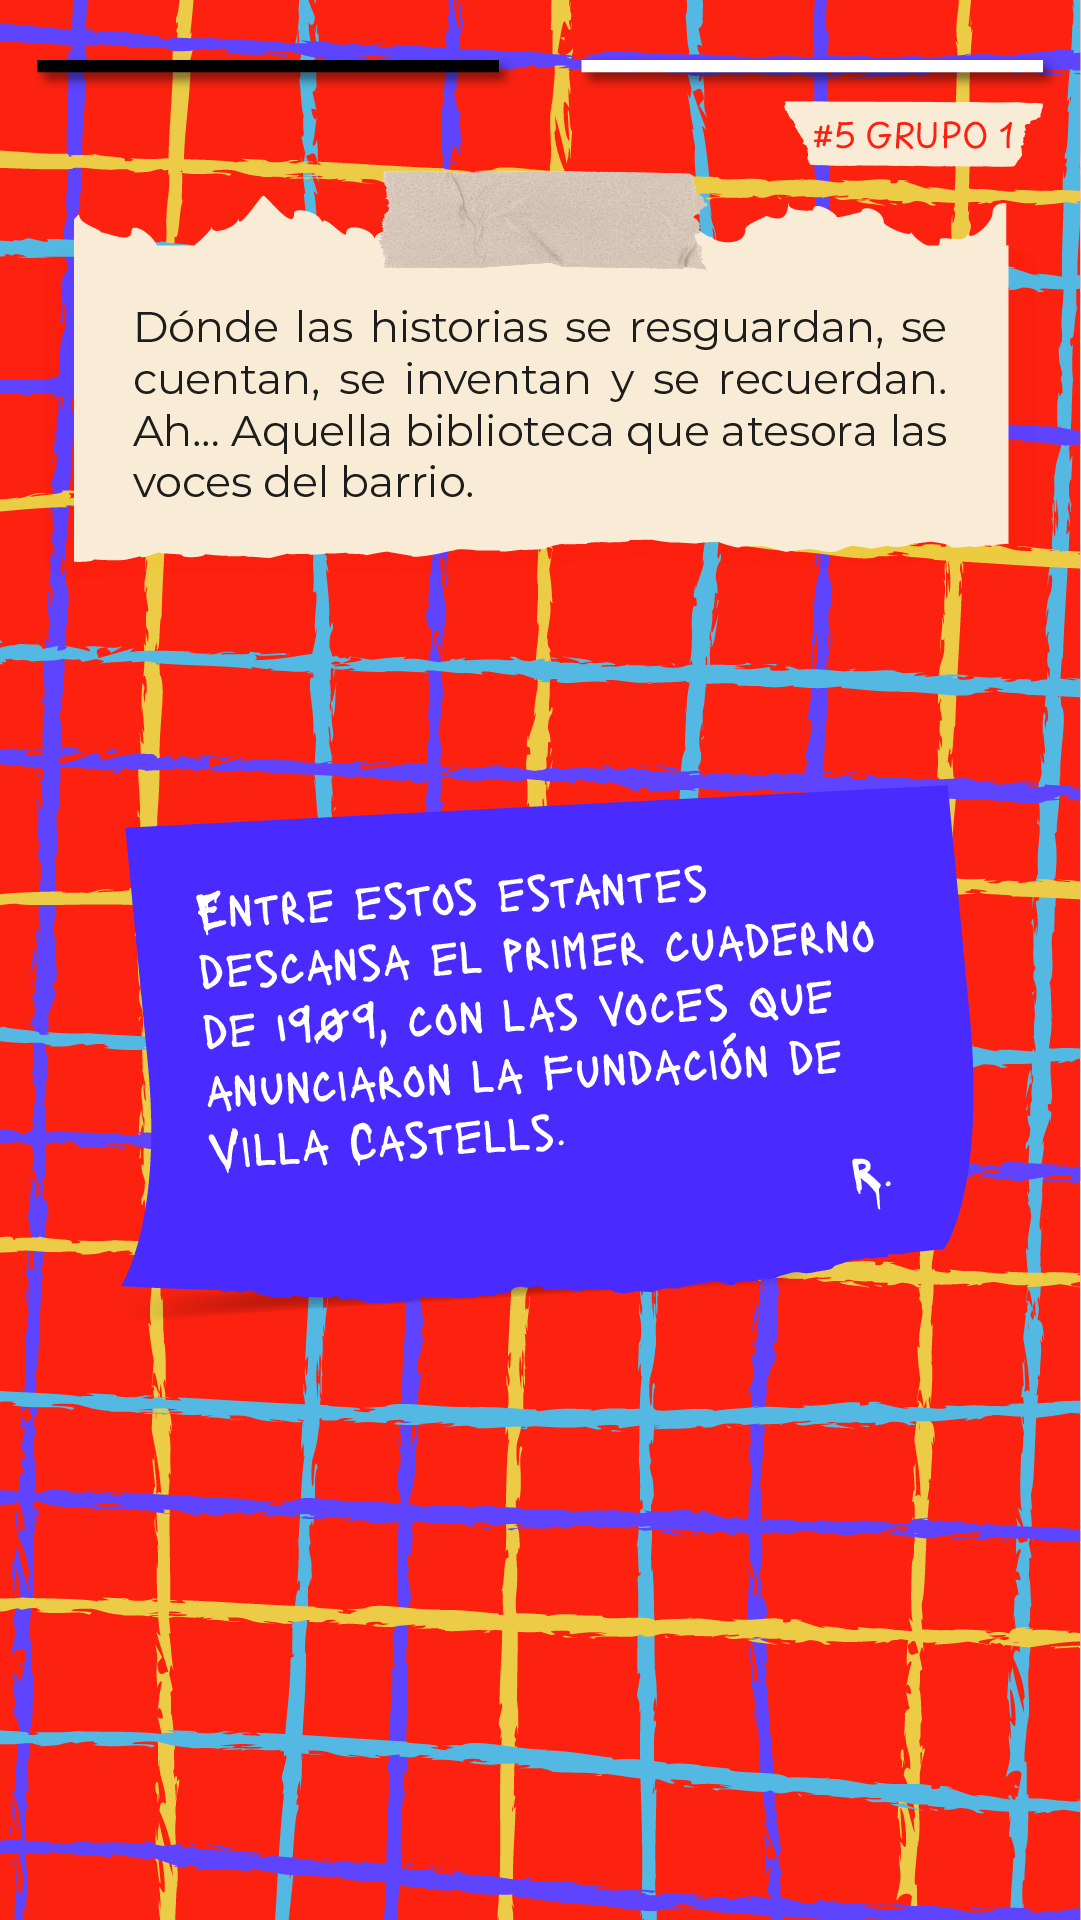 #5 GRUPO 1
Dónde las historias se resguardan, se
cuentan, se inventan y se recuerdan.
Ah... Aquella biblioteca que atesora las
voces del barrio.
ENTRE ESTOS ESTANTES
DESCANSA EL PRIMER CUADERNO
DE 1909, CON LAS VOCES QUE
ANUNCIARON LA FUNDACIÓN DE
VILLA CASTELLS.
R.